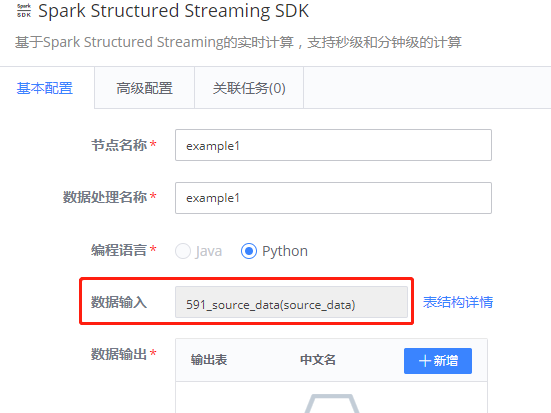 Spark
SDK
Spark Structured Streaming SDK
基于Spark Structured Streaming的实时计算，支持秒级和分钟级的计算
基本配置 高级配置 关联任务(0)
节点名称* example1
数据处理名称* example1
编程语言* Java Python
数据输入 591_source_data(source_data) 表结构详情
数据输出* 输出表 中文名 +新增